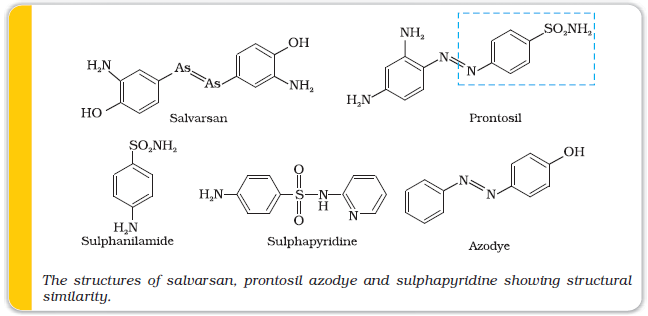 H₂N
As
As
OH
NH₂
HO
Salvarsan
NH₂
N
N
SO₂NH₂
H₂N
Prontosil
SO₂NH₂
H₂N
Sulphanilamide
H₂N
O
S
O
N
H
N
Sulphapyridine
N
N
OH
Azodye
The structures of salvarsan, prontosil azodye and sulphapyridine showing structural
similarity.